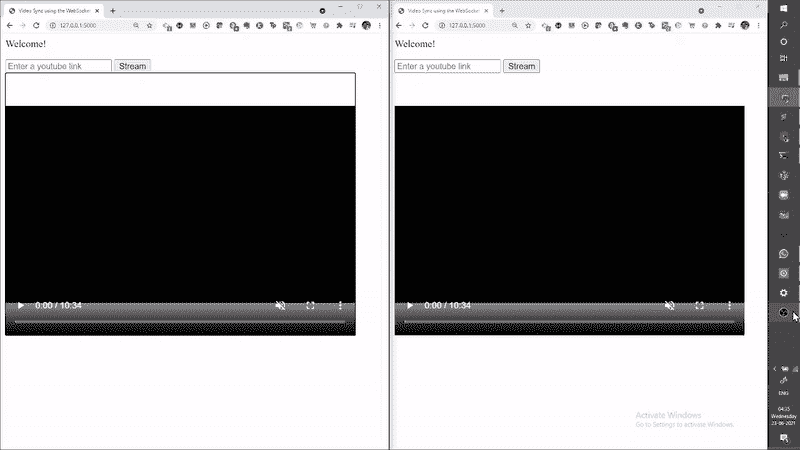 Video Sync using the WebSocke
127.0.0.1:5000
Welcome!
Enter a youtube link
Stream
0:00 / 10:34
Video Sync using the WebSocket
127.0.0.1:5000
Welcome!
Enter a youtube link
Stream
0:00 / 10:34
Activate Windows
Go to Settings to activate Windows.
ENG
04:35
Wednesday
23-06-2021